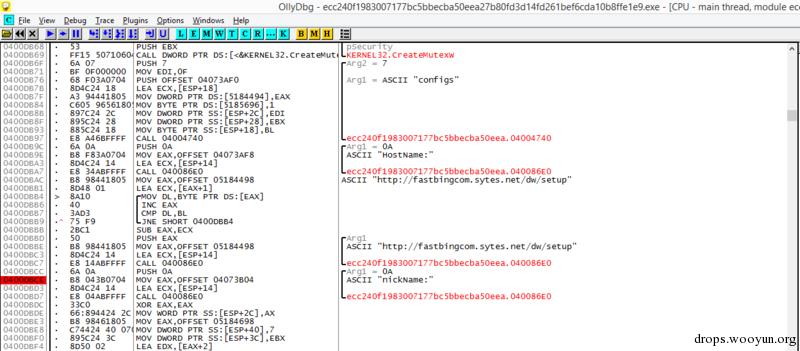 OllyDbg - ecc240f1983007177bc5bbecba50eea27b80fd3d14fd261bef6cda10b8ffe1e9.exe - [CPU - main thread, module ecc
C File View Debug Trace Plugins Options Windows Help
L E M W T C R ... K B M H
0400DB68 . 53 PUSH EBX pSecurity
0400DB69 . FF15 50710604 CALL DWORD PTR DS:[<&KERNEL32.CreateMut KERNEL32.CreateMutexW
0400DB6F . 6A 07 PUSH 7 Arg2 = 7
0400DB71 . BF 0F000000 MOV EDI,0F
0400DB76 . 68 F03A0704 PUSH OFFSET 04073AF0 Arg1 = ASCII "configs"
0400DB7B . 8D4C24 18 LEA ECX,[ESP+18]
0400DB7F . A3 94441805 MOV DWORD PTR DS:[5184494],EAX
0400DB84 . C605 96561805 MOV BYTE PTR DS:[5185696],1
0400DB8B . 897C24 2C MOV DWORD PTR SS:[ESP+2C],EDI
0400DB8F . 895C24 28 MOV DWORD PTR SS:[ESP+28],EBX
0400DB93 . 885C24 18 MOV BYTE PTR SS:[ESP+18],BL
0400DB97 . E8 A46BFFFF CALL 04004740 ecc240f1983007177bc5bbecba50eea.04004740
0400DB9C . 6A 0A PUSH 0A Arg1 = 0A
0400DB9E . B8 F83A0704 MOV EAX,OFFSET 04073AF8 ASCII "HostName:"
0400DBA3 . 8D4C24 14 LEA ECX,[ESP+14]
0400DBA7 . E8 34ABFFFF CALL 040086E0 ecc240f1983007177bc5bbecba50eea.040086E0
0400DBAC . B8 98441805 MOV EAX,OFFSET 05184498 ASCII "http://fastbingcom.sytes.net/dw/setup"
0400DBB1 . 8D48 01 LEA ECX,[EAX+1]
0400DBB4 > 8A10 MOV DL,BYTE PTR DS:[EAX]
0400DBB6 . 40 INC EAX
0400DBB7 . 3AD3 CMP DL,BL
0400DBB9 .^ 75 F9 JNE SHORT 0400DBB4
0400DBBB . 2BC1 SUB EAX,ECX
0400DBBD . 50 PUSH EAX Arg1
0400DBBE . B8 98441805 MOV EAX,OFFSET 05184498 ASCII "http://fastbingcom.sytes.net/dw/setup"
0400DBC3 . 8D4C24 14 LEA ECX,[ESP+14]
0400DBC7 . E8 14ABFFFF CALL 040086E0 ecc240f1983007177bc5bbecba50eea.040086E0
0400DBCC . 6A 0A PUSH 0A Arg1 = 0A
0400DBCE . B8 043B0704 MOV EAX,OFFSET 04073B04 ASCII "nickName:"
0400DBD3 . 8D4C24 14 LEA ECX,[ESP+14]
0400DBD7 . E8 04ABFFFF CALL 040086E0 ecc240f1983007177bc5bbecba50eea.040086E0
0400DBDC . 33C0 XOR EAX,EAX
0400DBDE . 66:894424 2C MOV WORD PTR SS:[ESP+2C],AX
0400DBE3 . B8 98461805 MOV EAX,OFFSET 05184698
0400DBE8 . C74424 40 070 MOV DWORD PTR SS:[ESP+40],7
0400DBF0 . 895C24 3C MOV DWORD PTR SS:[ESP+3C],EBX
0400DBF4 . 8D50 02 LEA EDX,[EAX+2]
drops.wooyun.org